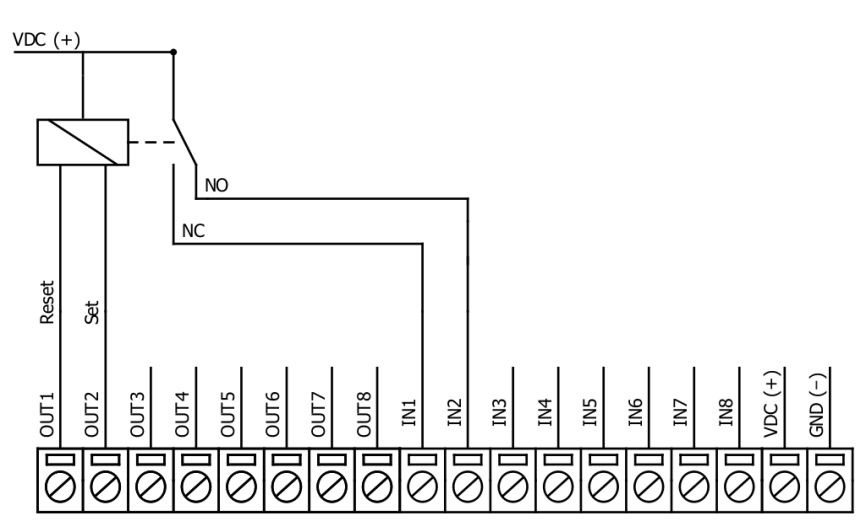 VDC (+)
NO
NC
Reset
Set
OUT1
OUT2
OUT3
OUT4
OUT5
OUT6
OUT7
OUT8
IN1
IN2
IN3
IN4
IN5
IN6
IN7
IN8
VDC (+)
GND (−)